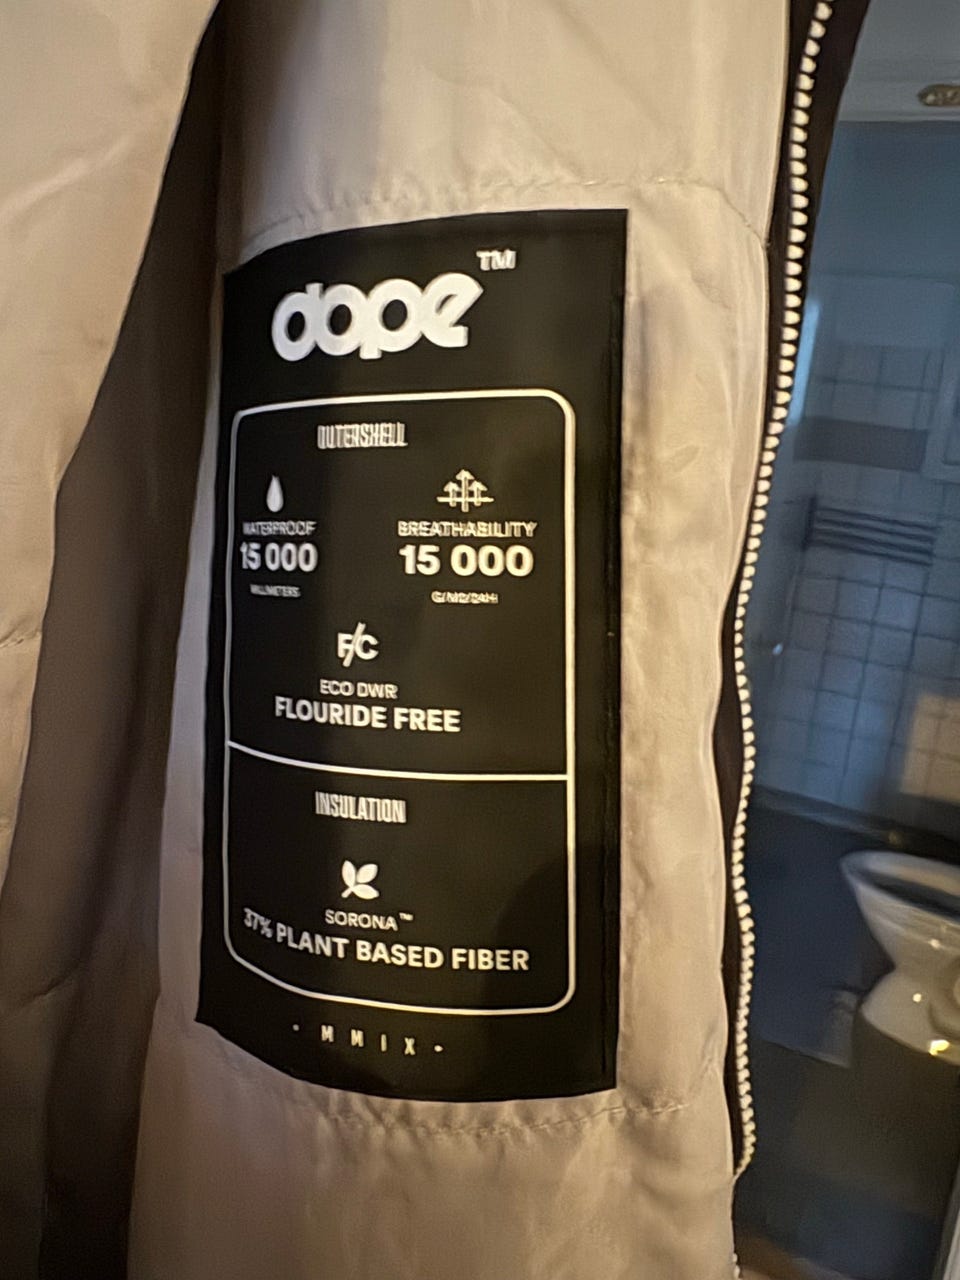 dope™
OUTERSHELL
WATERPROOF
15 000
MILLIMETERS
BREATHABILITY
15 000
G/M2/24H
F/C
ECO DWR
FLOURIDE FREE
INSULATION
SORONA™
37% PLANT BASED FIBER
· M M I X ·